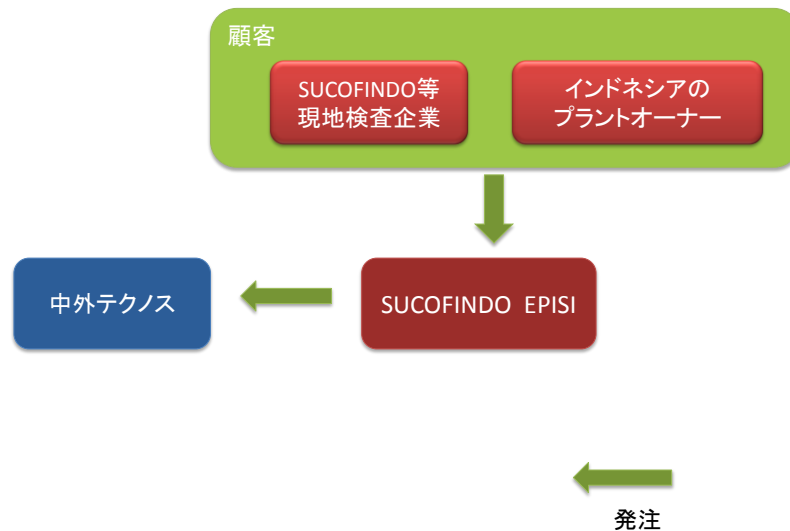 顧客
SUCOFINDO等
現地検査企業
インドネシアの
プラントオーナー
中外テクノス
SUCOFINDO EPISI
発注